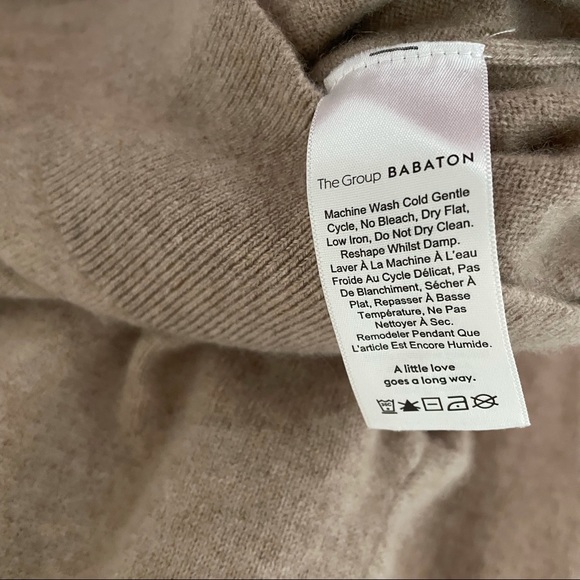 The Group BABATON
Machine Wash Cold Gentle
Cycle, No Bleach, Dry Flat,
Low Iron, Do Not Dry Clean.
Reshape Whilst Damp.
Laver À La Machine À L'eau
Froide Au Cycle Délicat, Pas
De Blanchiment, Sécher À
Plat, Repasser À Basse
Température, Ne Pas
Nettoyer À Sec.
Remodeler Pendant Que
L'article Est Encore Humide.
A little love
goes a long way.